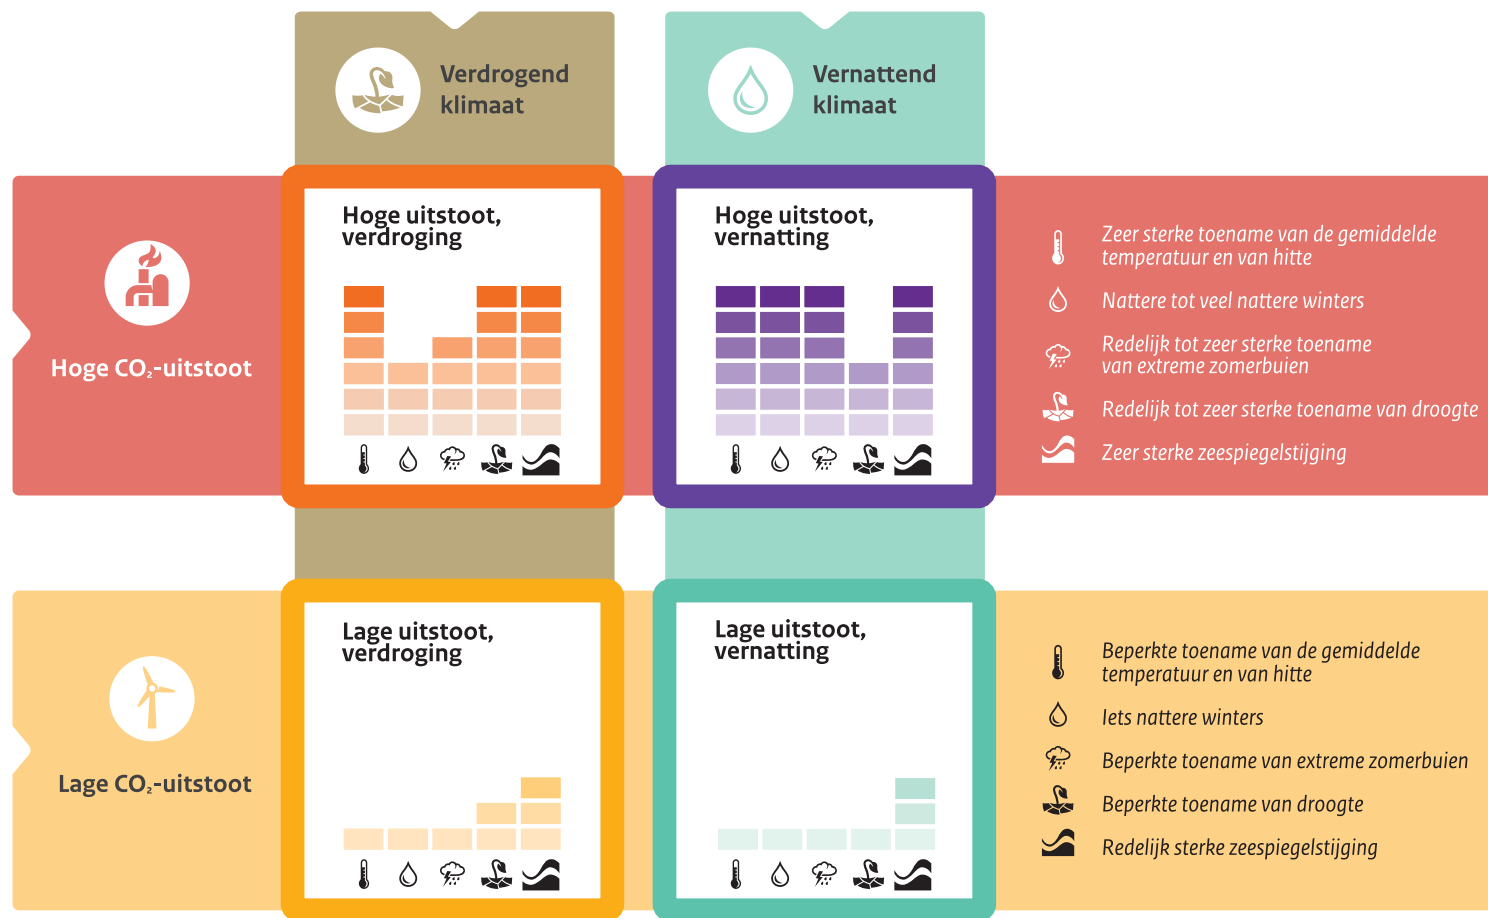 Verdrogend
klimaat
Vernattend
klimaat
Hoge CO₂-uitstoot
Hoge uitstoot,
verdroging
Hoge uitstoot,
vernatting
Zeer sterke toename van de gemiddelde
temperatuur en van hitte
Nattere tot veel nattere winters
Redelijk tot zeer sterke toename
van extreme zomerbuien
Redelijk tot zeer sterke toename van droogte
Zeer sterke zeespiegelstijging
Lage CO₂-uitstoot
Lage uitstoot,
verdroging
Lage uitstoot,
vernatting
Beperkte toename van de gemiddelde
temperatuur en van hitte
Iets nattere winters
Beperkte toename van extreme zomerbuien
Beperkte toename van droogte
Redelijk sterke zeespiegelstijging